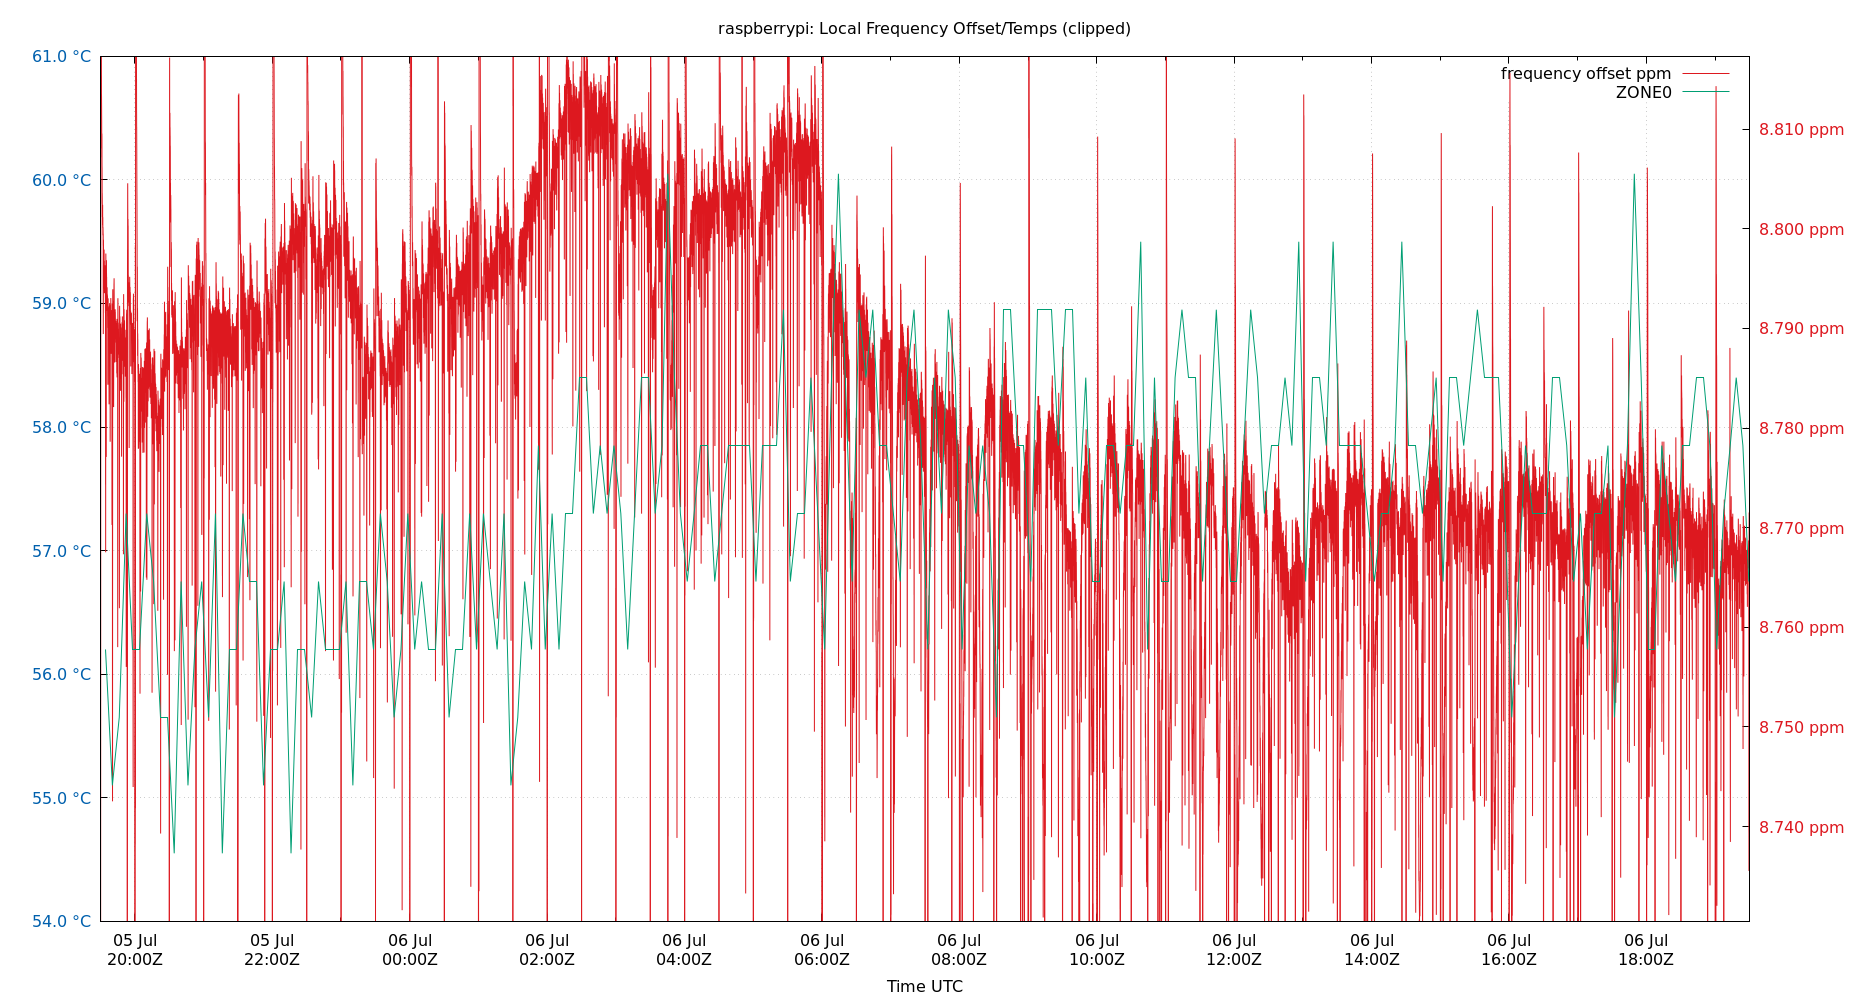 raspberrypi: Local Frequency Offset/Temps (clipped)
frequency offset ppm
ZONE0
61.0 °C
60.0 °C
59.0 °C
58.0 °C
57.0 °C
56.0 °C
55.0 °C
54.0 °C
8.810 ppm
8.800 ppm
8.790 ppm
8.780 ppm
8.770 ppm
8.760 ppm
8.750 ppm
8.740 ppm
05 Jul 05 Jul 06 Jul 06 Jul 06 Jul 06 Jul 06 Jul 06 Jul 06 Jul 06 Jul 06 Jul 06 Jul
20:00Z 22:00Z 00:00Z 02:00Z 04:00Z 06:00Z 08:00Z 10:00Z 12:00Z 14:00Z 16:00Z 18:00Z
Time UTC